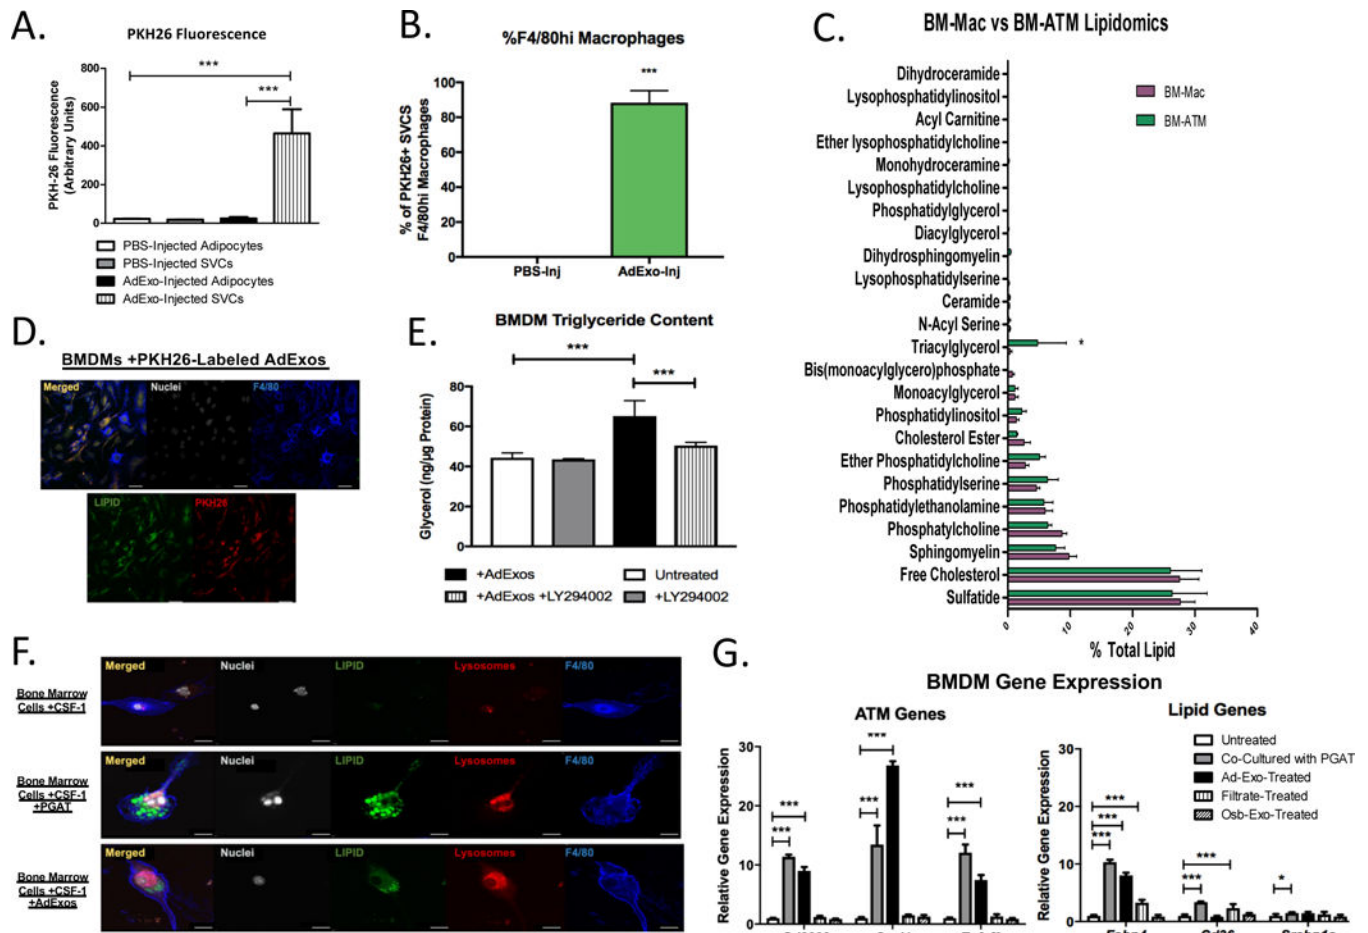 A.
PKH26 Fluorescence
***
***
PKH-26 Fluorescence
(Arbitrary Units)
800
600
400
200
0
PBS-Injected Adipocytes
PBS-Injected SVCs
AdExo-Injected Adipocytes
AdExo-Injected SVCs
B.
%F4/80hi Macrophages
***
% of PKH26+ SVCS
F4/80hi Macrophages
100
80
60
40
20
0
PBS-Inj
AdExo-Inj
C.
BM-Mac vs BM-ATM Lipidomics
BM-Mac
BM-ATM
Dihydroceramide
Lysophosphatidylinositol
Acyl Carnitine
Ether lysophosphatidylcholine
Monohydroceramine
Lysophosphatidylcholine
Phosphatidylglycerol
Diacylglycerol
Dihydrosphingomyelin
Lysophosphatidylserine
Ceramide
N-Acyl Serine
Triacylglycerol
*
Bis(monoacylglycero)phosphate
Monoacylglycerol
Phosphatidylinositol
Cholesterol Ester
Ether Phosphatidylcholine
Phosphatidylserine
Phosphatidylethanolamine
Phosphatylcholine
Sphingomyelin
Free Cholesterol
Sulfatide
0 10 20 30 40
% Total Lipid
D.
BMDMs +PKH26-Labeled AdExos
Merged Nuclei F4/80
LIPID PKH26
E.
BMDM Triglyceride Content
***
***
Glycerol (ng/µg Protein)
80
60
40
20
0
+AdExos Untreated
+AdExos +LY294002 +LY294002
F.
Bone Marrow
Cells +CSF-1
Merged Nuclei LIPID Lysosomes F4/80
Bone Marrow
Cells +CSF-1
+PGAT
Merged Nuclei LIPID Lysosomes F4/80
Bone Marrow
Cells +CSF-1
+AdExos
Merged Nuclei LIPID Lysosomes F4/80
G.
BMDM Gene Expression
ATM Genes
Relative Gene Expression
30
20
10
0
***
***
***
***
***
***
Lipid Genes
Relative Gene Expression
30
20
10
0
Untreated
Co-Cultured with PGAT
Ad-Exo-Treated
Filtrate-Treated
Osb-Exo-Treated
***
***
***
***
***
*